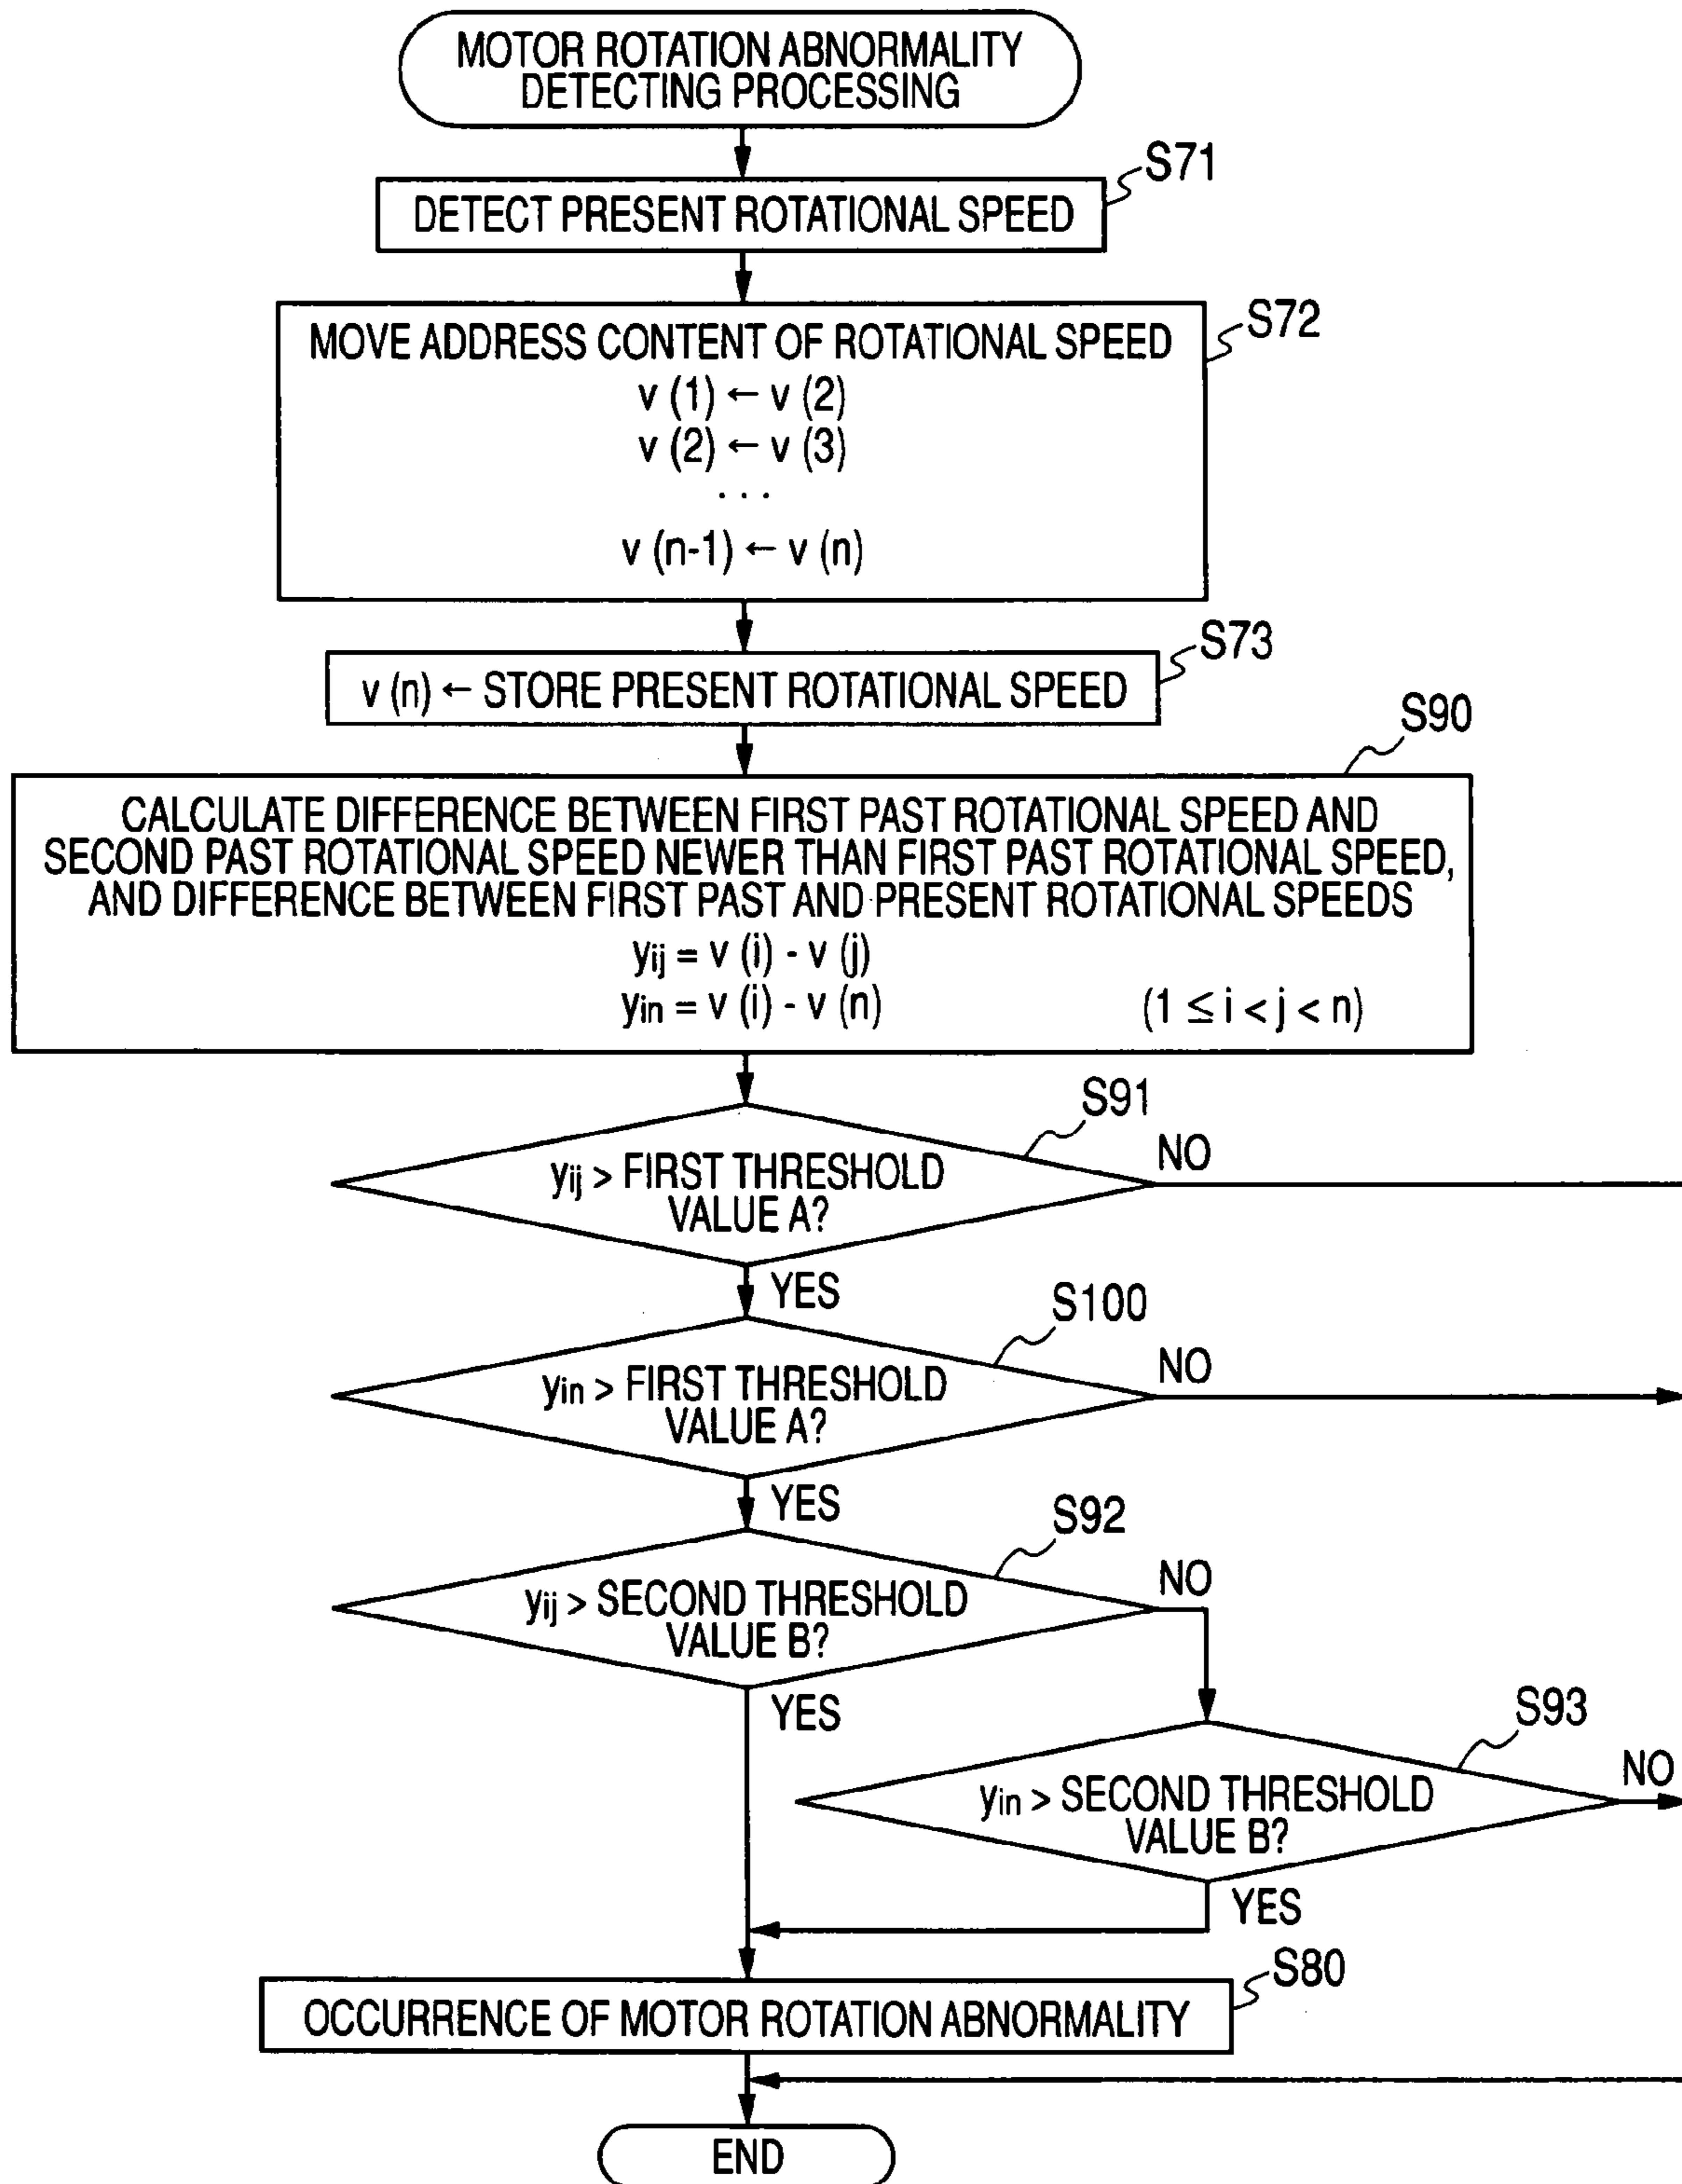 MOTOR ROTATION ABNORMALITY
DETECTING PROCESSING
S71
DETECT PRESENT ROTATIONAL SPEED
S72
MOVE ADDRESS CONTENT OF ROTATIONAL SPEED
v (1) ← v (2)
v (2) ← v (3)
. . .
v (n-1) ← v (n)
S73
v (n) ← STORE PRESENT ROTATIONAL SPEED
S90
CALCULATE DIFFERENCE BETWEEN FIRST PAST ROTATIONAL SPEED AND
SECOND PAST ROTATIONAL SPEED NEWER THAN FIRST PAST ROTATIONAL SPEED,
AND DIFFERENCE BETWEEN FIRST PAST AND PRESENT ROTATIONAL SPEEDS
yij = v (i) - v (j)
yin = v (i) - v (n) (1 ≤ i < j < n)
S91
yij > FIRST THRESHOLD
VALUE A?
NO
YES
S100
yin > FIRST THRESHOLD
VALUE A?
NO
YES
S92
yij > SECOND THRESHOLD
VALUE B?
NO
YES
S93
yin > SECOND THRESHOLD
VALUE B?
NO
YES
S80
OCCURRENCE OF MOTOR ROTATION ABNORMALITY
END